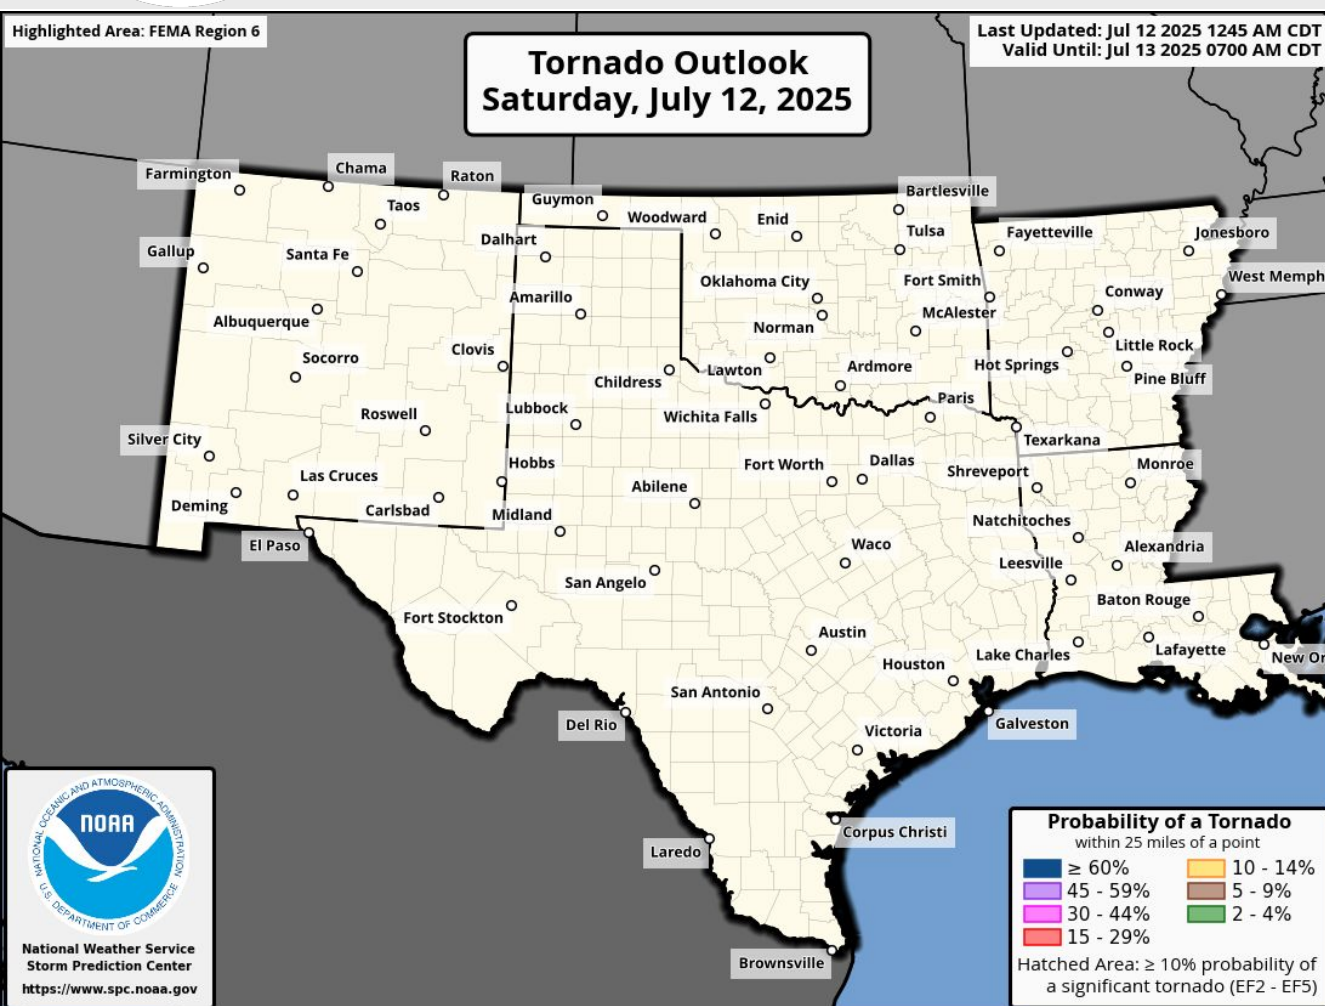 Highlighted Area: FEMA Region 6
Last Updated: Jul 12 2025 1245 AM CDT
Valid Until: Jul 13 2025 0700 AM CDT
Tornado Outlook
Saturday, July 12, 2025
Farmington
Chama
Raton
Taos
Guymon
Woodward
Enid
Bartlesville
Tulsa
Fayetteville
Jonesboro
Gallup
Santa Fe
Dalhart
Oklahoma City
Fort Smith
West Memph
Albuquerque
Amarillo
Norman
McAlester
Conway
Little Rock
Socorro
Clovis
Childress
Lawton
Ardmore
Hot Springs
Pine Bluff
Roswell
Lubbock
Wichita Falls
Paris
Texarkana
Silver City
Las Cruces
Hobbs
Abilene
Fort Worth
Dallas
Shreveport
Monroe
Deming
Carlsbad
Midland
Natchitoches
El Paso
San Angelo
Waco
Leesville
Alexandria
Fort Stockton
Austin
Baton Rouge
Houston
Lake Charles
Lafayette
New Or
San Antonio
Del Rio
Victoria
Galveston
Laredo
Corpus Christi
Brownsville
NATIONAL OCEANIC AND ATMOSPHERIC ADMINISTRATION
NOAA
U.S. DEPARTMENT OF COMMERCE
National Weather Service
Storm Prediction Center
https://www.spc.noaa.gov
Probability of a Tornado
within 25 miles of a point
≥ 60%
10 - 14%
45 - 59%
5 - 9%
30 - 44%
2 - 4%
15 - 29%
Hatched Area: ≥ 10% probability of
a significant tornado (EF2 - EF5)